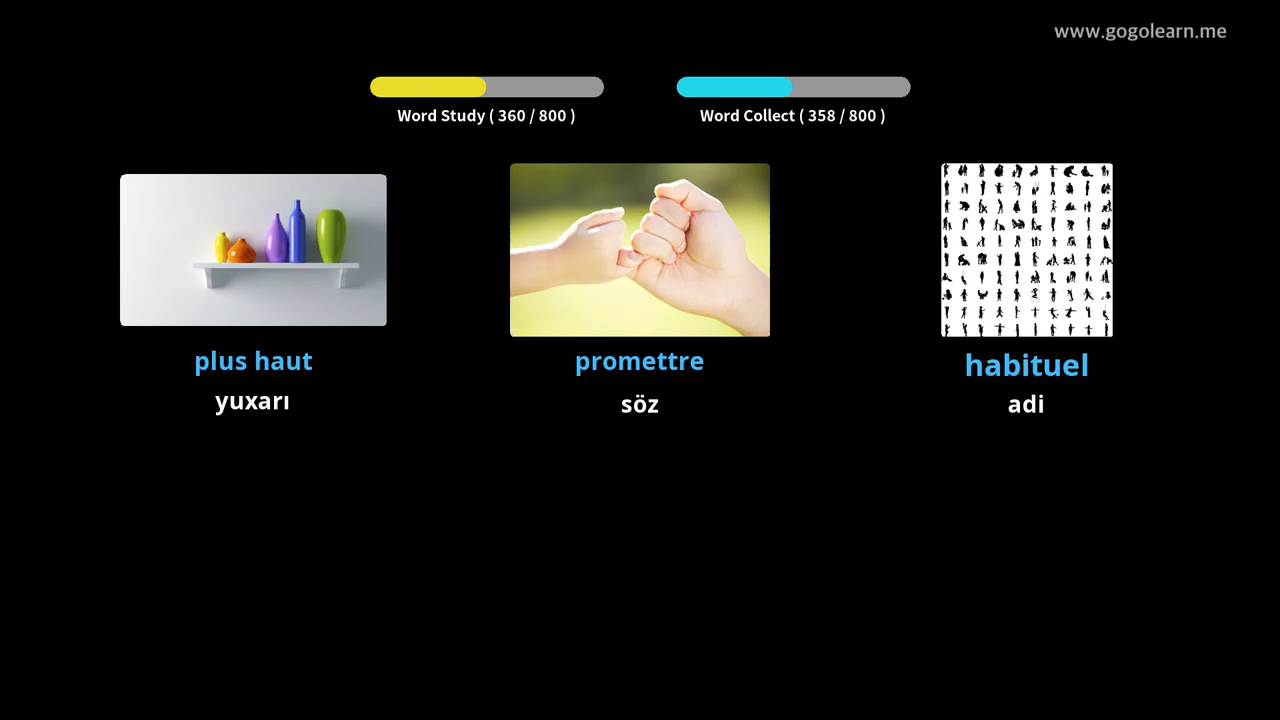 www.gogolearn.me
Word Study ( 360 / 800 )
Word Collect ( 358 / 800 )
plus haut
yuxarı
promettre
söz
habituel
adi